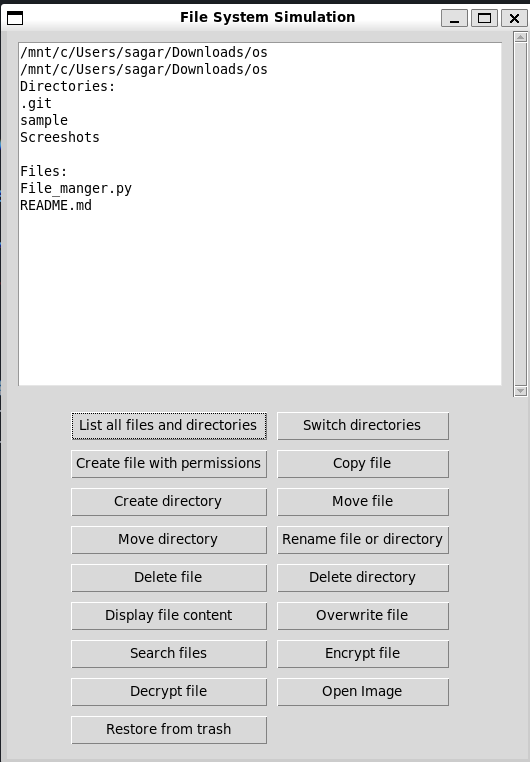 File System Simulation
/mnt/c/Users/sagar/Downloads/os
/mnt/c/Users/sagar/Downloads/os
Directories:
.git
sample
Screeshots
Files:
File_manger.py
README.md
List all files and directories
Switch directories
Create file with permissions
Copy file
Create directory
Move file
Move directory
Rename file or directory
Delete file
Delete directory
Display file content
Overwrite file
Search files
Encrypt file
Decrypt file
Open Image
Restore from trash